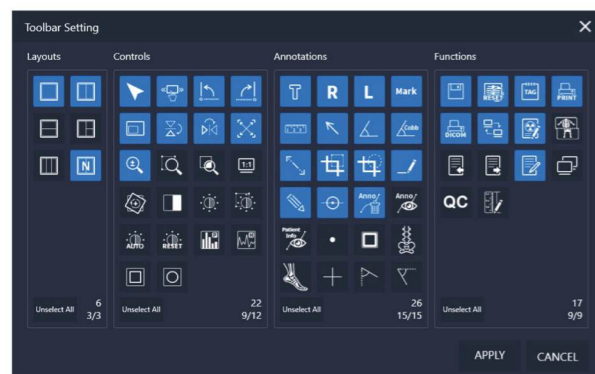 Toolbar Setting
Layouts
Controls
Annotations
Functions
N
1:1
AUTO
RESET
T
R
L
Mark
Cobb
Anno
Anno
Patient
Info
RESET
TAG
PRINT
DICOM
QC
Unselect All
6
3/3
Unselect All
22
9/12
Unselect All
26
15/15
Unselect All
17
9/9
APPLY
CANCEL